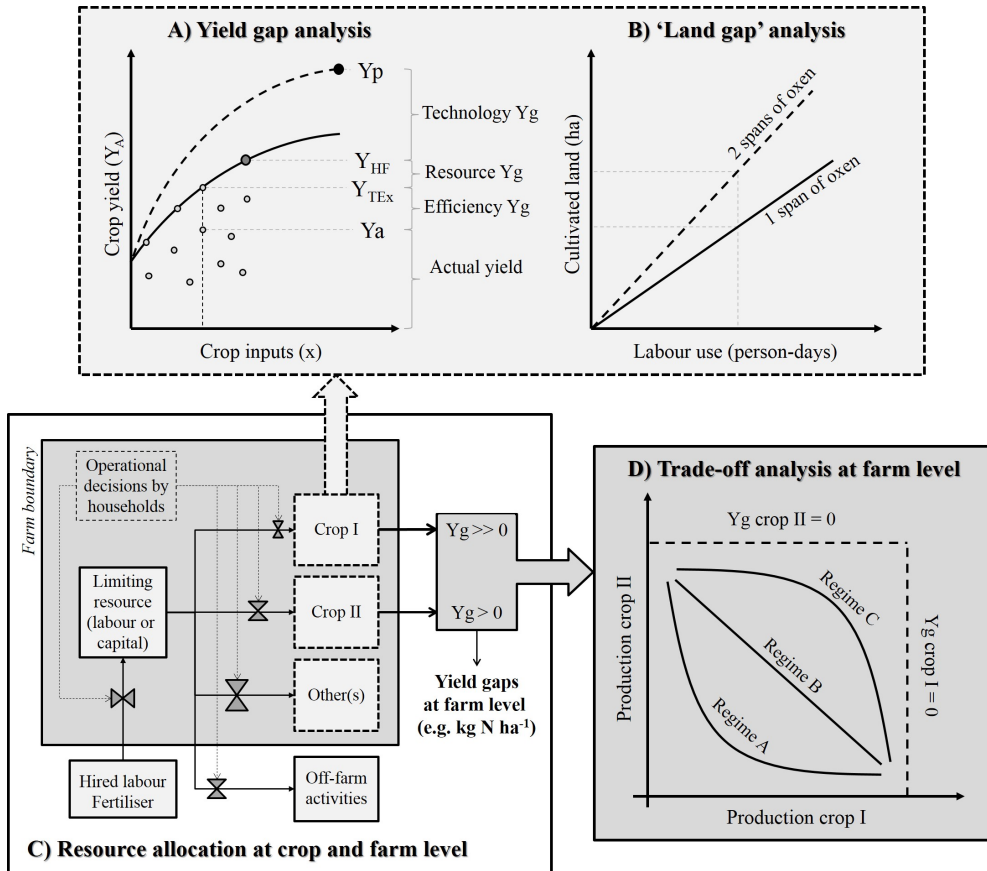 A) Yield gap analysis
Crop yield (Y_A)
Crop inputs (x)
Yp
Y_HF
Y_TEx
Ya
Technology Yg
Resource Yg
Efficiency Yg
Actual yield
B) ‘Land gap’ analysis
Cultivated land (ha)
Labour use (person-days)
2 spans of oxen
1 span of oxen
Farm boundary
Operational
decisions by
households
Limiting
resource
(labour or
capital)
Hired labour
Fertiliser
Crop I
Crop II
Other(s)
Off-farm
activities
Yg >> 0
Yg > 0
Yield gaps
at farm level
(e.g. kg N ha⁻¹)
C) Resource allocation at crop and farm level
D) Trade-off analysis at farm level
Yg crop II = 0
Yg crop I = 0
Production crop II
Production crop I
Regime C
Regime B
Regime A